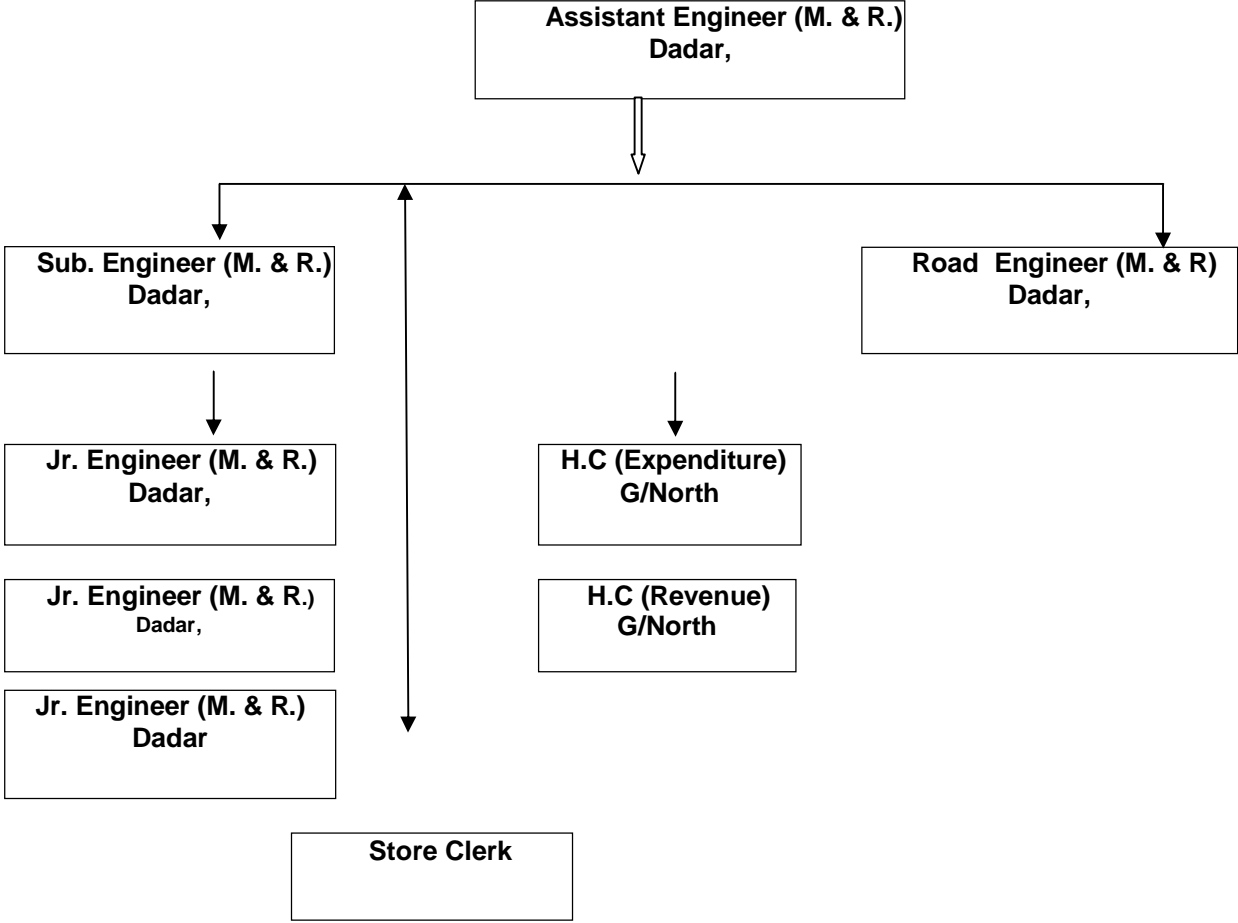 Assistant Engineer (M. & R.)
Dadar,
Sub. Engineer (M. & R.)
Dadar,
Road Engineer (M. & R)
Dadar,
Jr. Engineer (M. & R.)
Dadar,
H.C (Expenditure)
G/North
Jr. Engineer (M. & R.)
Dadar,
H.C (Revenue)
G/North
Jr. Engineer (M. & R.)
Dadar
Store Clerk